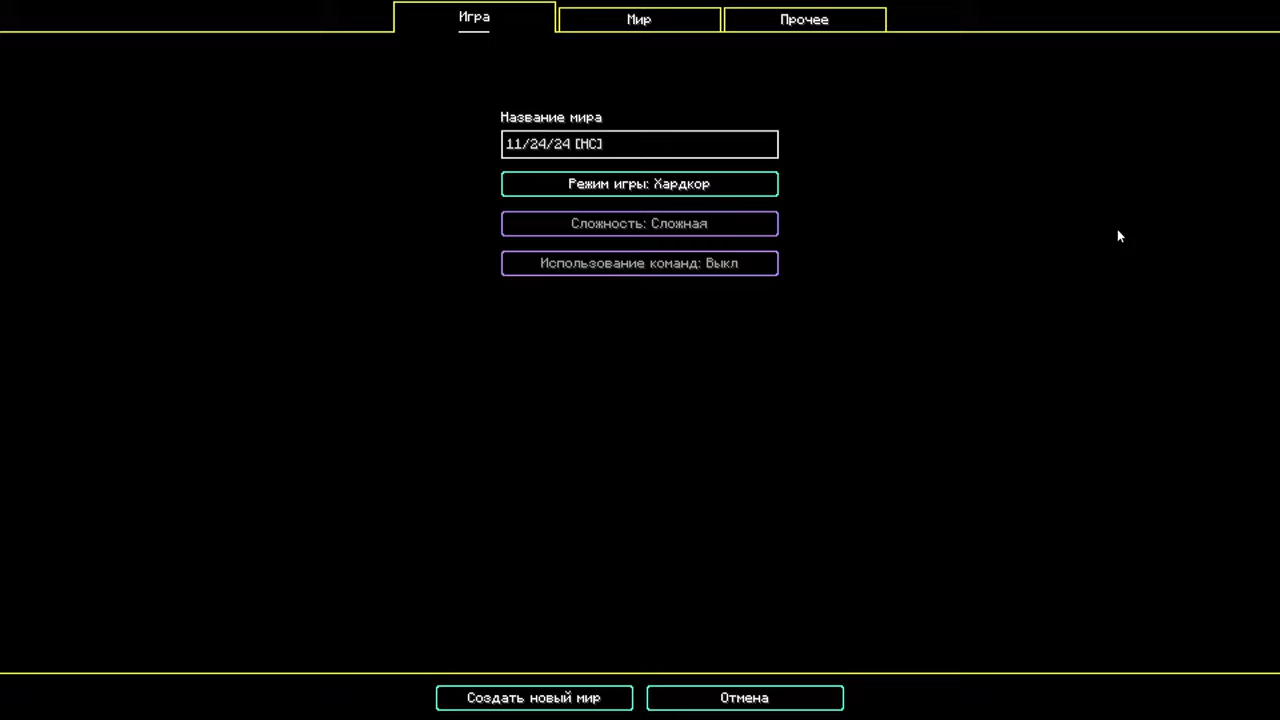 Игра
Мир
Прочее
Название мира
11/24/24 [HC]
Режим игры: Хардкор
Сложность: Сложная
Использование команд: Выкл
Создать новый мир
Отмена